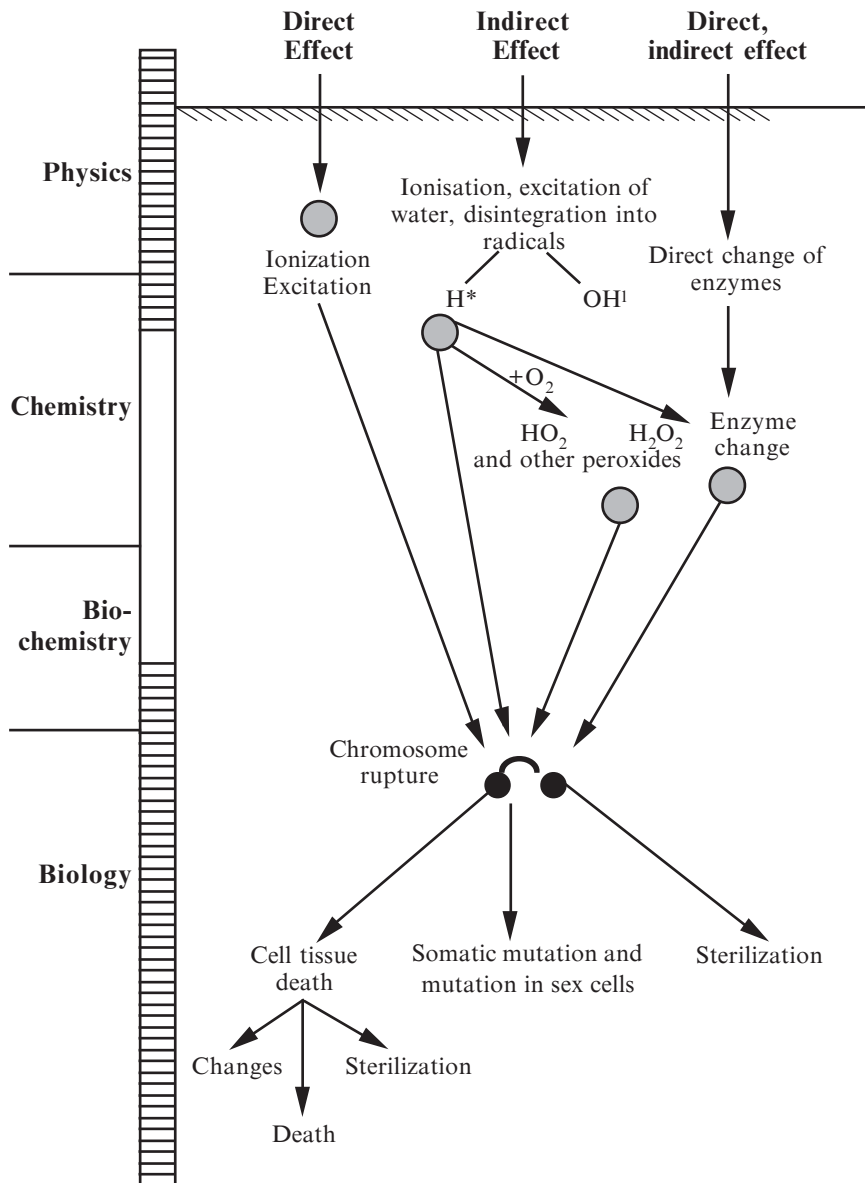 Direct
Effect
Indirect
Effect
Direct,
indirect effect
Physics
Ionisation, excitation of
water, disintegration into
radicals
Ionization
Excitation
Direct change of
enzymes
H*
OH¹
Chemistry
+O₂
HO₂
H₂O₂
and other peroxides
Enzyme
change
Bio-
chemistry
Chromosome
rupture
Biology
Cell tissue
death
Somatic mutation and
mutation in sex cells
Sterilization
Changes
Sterilization
Death